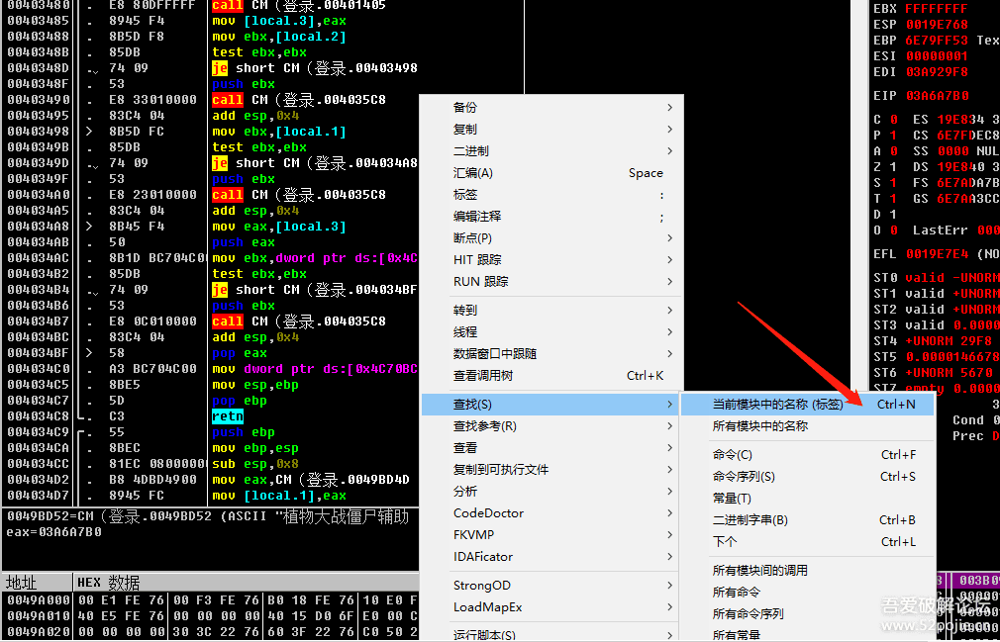 00403480 . E8 80DFFFFF call CM（登录.00401405
00403485 . 8945 F4 mov [local.3],eax
00403488 . 8B5D F8 mov ebx,[local.2]
0040348B . 85DB test ebx,ebx
0040348D . 74 09 je short CM（登录.00403498
0040348F . 53 push ebx
00403490 . E8 33010000 call CM（登录.004035C8
00403495 . 83C4 04 add esp,0x4
00403498 > 8B5D FC mov ebx,[local.1]
0040349B . 85DB test ebx,ebx
0040349D . 74 09 je short CM（登录.004034A8
0040349F . 53 push ebx
004034A0 . E8 23010000 call CM（登录.004035C8
004034A5 . 83C4 04 add esp,0x4
004034A8 > 8B45 F4 mov eax,[local.3]
004034AB . 50 push eax
004034AC . 8B1D BC704C00 mov ebx,dword ptr ds:[0x4C
004034B2 . 85DB test ebx,ebx
004034B4 . 74 09 je short CM（登录.004034BF
004034B6 . 53 push ebx
004034B7 . E8 0C010000 call CM（登录.004035C8
004034BC . 83C4 04 add esp,0x4
004034BF > 58 pop eax
004034C0 . A3 BC704C00 mov dword ptr ds:[0x4C70BC
004034C5 . 8BE5 mov esp,ebp
004034C7 . 5D pop ebp
004034C8 . C3 retn
004034C9 . 55 push ebp
004034CA . 8BEC mov ebp,esp
004034CC . 81EC 08000000 sub esp,0x8
004034D2 . B8 4DBD4900 mov eax,CM（登录.0049BD4D
004034D7 . 8945 FC mov [local.1],eax
0049BD52=CM（登录.0049BD52 (ASCII "植物大战僵尸辅助
eax=03A6A7B0
地址 HEX 数据
0049A000 00 E1 FE 76 00 F3 FE 76 B0 18 FE 76 10 E0 F
0049A010 40 E5 FE 76 00 00 00 00 40 15 D0 6F E0 00 C
0049A020 00 00 00 00 30 3C 22 76 60 3F 22 76 C0 50 2
备份
复制
二进制
汇编(A) Space
标签 :
编辑注释 ;
断点(P)
HIT 跟踪
RUN 跟踪
转到
线程
数据窗口中跟随
查看调用树 Ctrl+K
查找(S)
查找参考(R)
查看
复制到可执行文件
分析
CodeDoctor
FKVMP
IDAFicator
StrongOD
LoadMapEx
运行脚本(S)
当前模块中的名称 (标签) Ctrl+N
所有模块中的名称
命令(C) Ctrl+F
命令序列(S) Ctrl+S
常量(T)
二进制字串(B) Ctrl+B
下个 Ctrl+L
所有模块间的调用
所有命令
所有命令序列
所有常量
EBX FFFFFFFF
ESP 0019E768
EBP 6E79FF53 Tex
ESI 00000001
EDI 03A929F8
EIP 03A6A7B0
C 0 ES 19E834 3
P 1 CS 6E7FDEC8
A 0 SS 0000 NUL
Z 1 DS 19E840 3
S 1 FS 6E7ADA7B
T 1 GS 6E7AA3CC
D 1
O 0 LastErr 000
EFL 0019E7E4 (NO
ST0 valid -UNORM
ST1 valid +UNORM
ST2 valid +UNORM
ST3 valid 0.0000
ST4 +UNORM 29F8
ST5 0.0000146678
ST6 +UNORM 5670
ST7 empty 0.0000
3
Cond 0
Prec
003B0
吾爱破解论坛
www.52pojie.cn